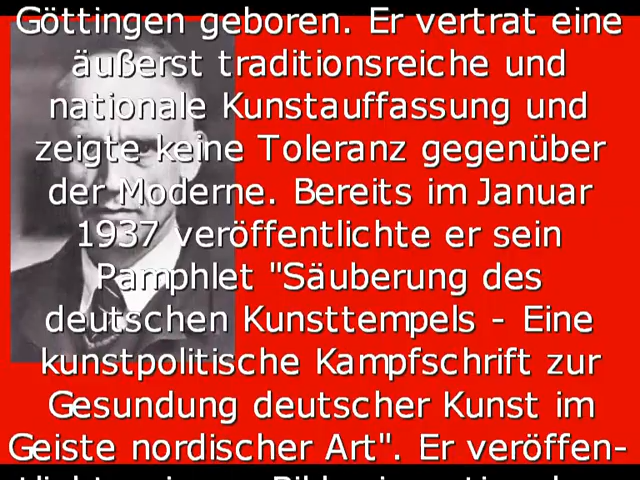 Göttingen geboren. Er vertrat eine
äußerst traditionsreiche und
nationale Kunstauffassung und
zeigte keine Toleranz gegenüber
der Moderne. Bereits im Januar
1937 veröffentlichte er sein
Pamphlet "Säuberung des
deutschen Kunsttempels - Eine
kunstpolitische Kampfschrift zur
Gesundung deutscher Kunst im
Geiste nordischer Art". Er veröffen-